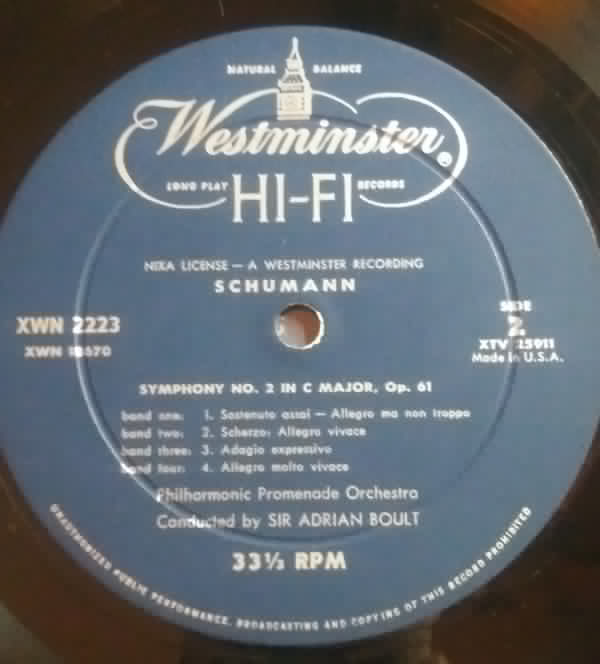 NATURAL BALANCE
Westminster®
LONG PLAY RECORDS
HI-FI
NIXA LICENSE — A WESTMINSTER RECORDING
SCHUMANN
XWN 2223
XWN
SIDE
2
XTV 25911
Made in U.S.A.
SYMPHONY NO. 2 IN C MAJOR, Op. 61
band one: 1. Sostenuto assai — Allegro ma non troppo
band two: 2. Scherzo: Allegro vivace
band three: 3. Adagio espressivo
band four: 4. Allegro molto vivace
Philharmonic Promenade Orchestra
Conducted by SIR ADRIAN BOULT
33⅓ RPM
UNAUTHORIZED PUBLIC PERFORMANCE, BROADCASTING AND COPYING OF THIS RECORD PROHIBITED